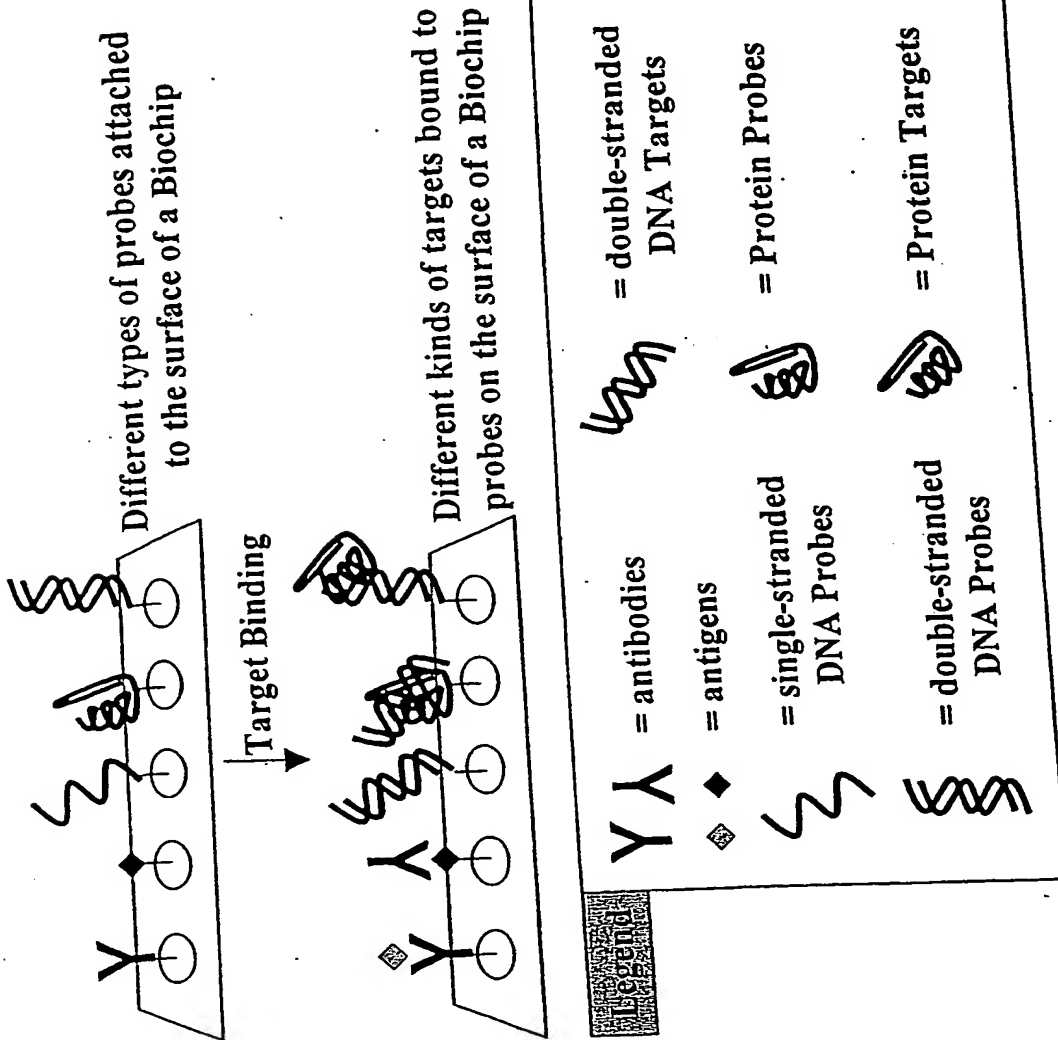 Different types of probes attached
to the surface of a Biochip
Target Binding
Different kinds of targets bound to
probes on the surface of a Biochip
Legend
= antibodies
= antigens
= single-stranded
DNA Probes
= double-stranded
DNA Probes
= double-stranded
DNA Targets
= Protein Probes
= Protein Targets